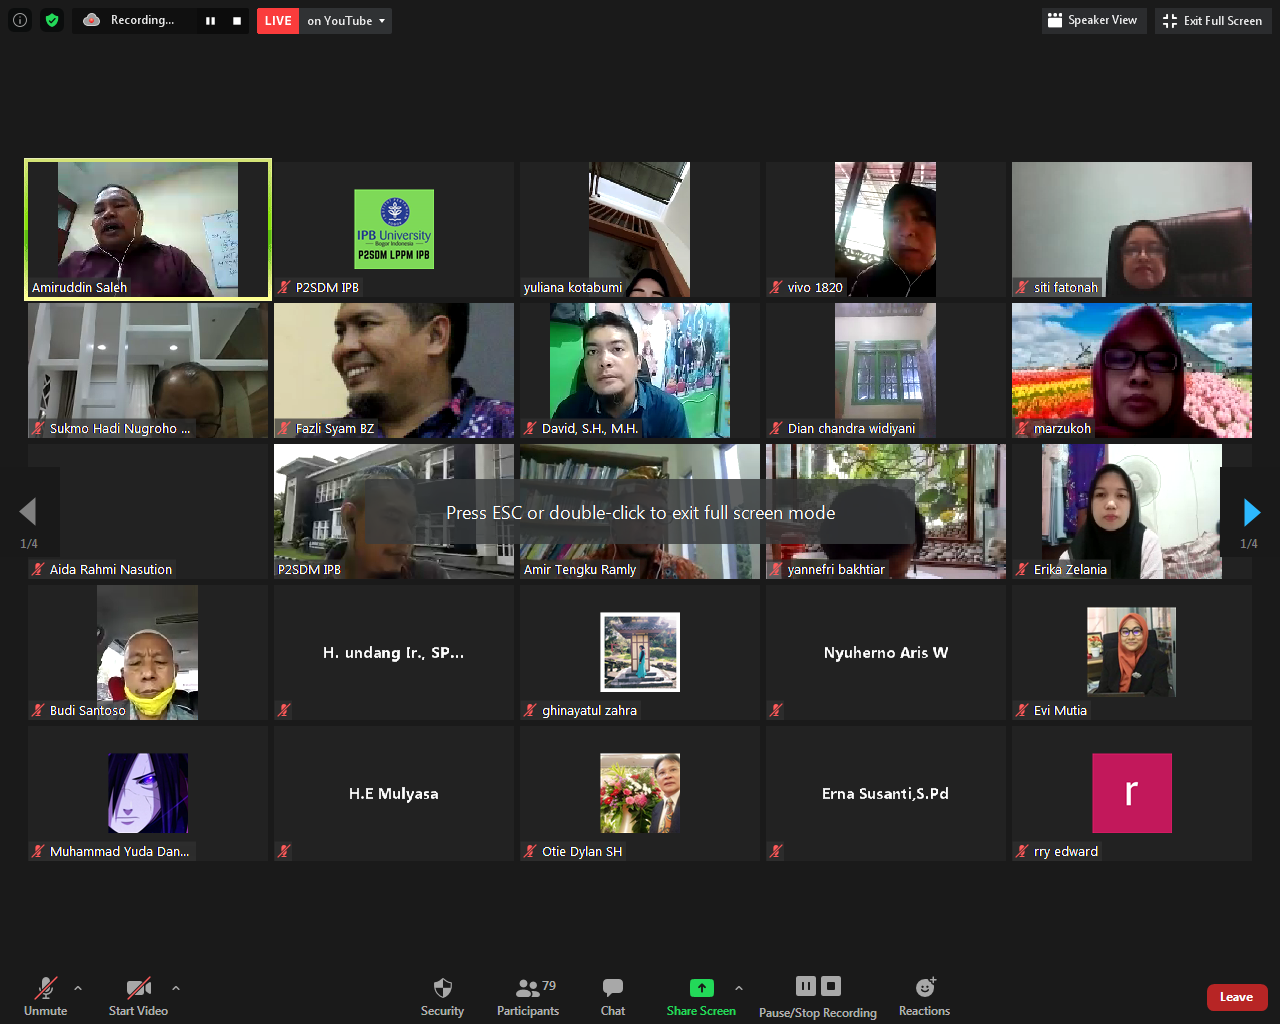 Recording...
LIVE
on YouTube
Speaker View
Exit Full Screen
Amiruddin Saleh
IPB University
Bogor Indonesia
P2SDM LPPM IPB
P2SDM IPB
yuliana kotabumi
vivo 1820
siti fatonah
Sukmo Hadi Nugroho ...
Fazli Syam BZ
David, S.H., M.H.
Dian chandra widiyani
marzukoh
1/4
Press ESC or double-click to exit full screen mode
1/4
Aida Rahmi Nasution
P2SDM IPB
Amir Tengku Ramly
yannefri bakhtiar
Erika Zelania
Budi Santoso
H. undang Ir., SP...
ghinayatul zahra
Nyuherno Aris W
Evi Mutia
Muhammad Yuda Dan...
H.E Mulyasa
Otie Dylan SH
Erna Susanti,S.Pd
r
rry edward
Unmute
Start Video
Security
Participants
79
Chat
Share Screen
Pause/Stop Recording
Reactions
Leave